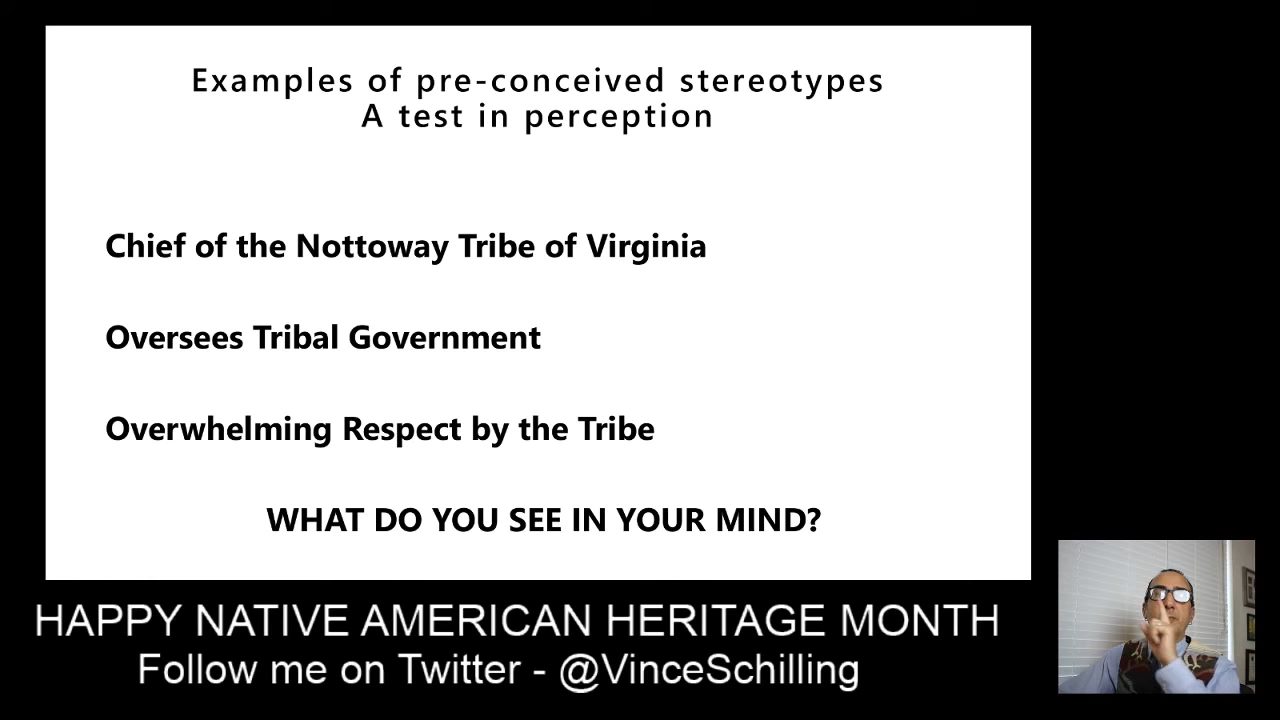 Examples of pre-conceived stereotypes
A test in perception
Chief of the Nottoway Tribe of Virginia
Oversees Tribal Government
Overwhelming Respect by the Tribe
WHAT DO YOU SEE IN YOUR MIND?
HAPPY NATIVE AMERICAN HERITAGE MONTH
Follow me on Twitter - @VinceSchilling